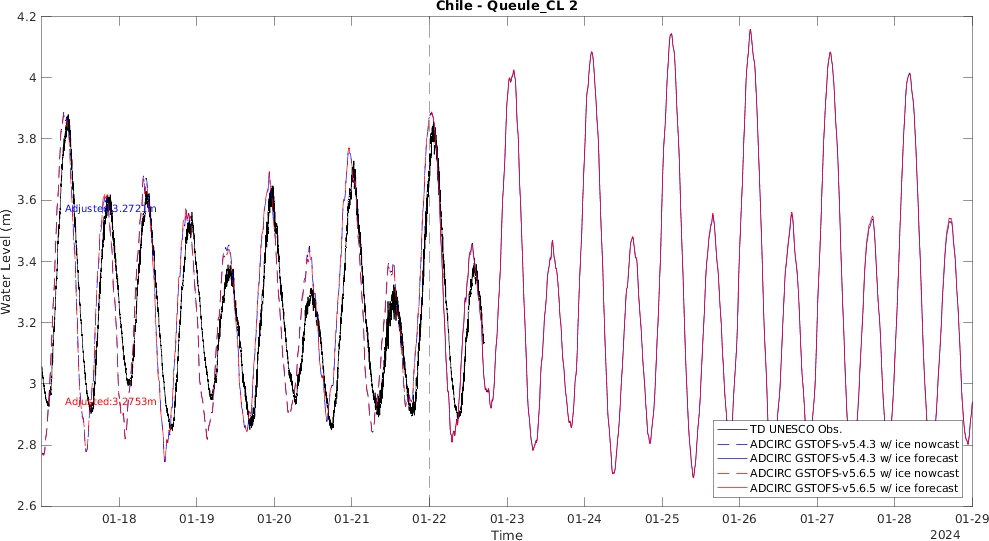 Chile - Queule_CL 2
Water Level (m)
4.2
4
3.8
3.6
3.4
3.2
3
2.8
2.6
Adjusted:3.2721m
Adjusted:3.2753m
TD UNESCO Obs.
ADCIRC GSTOFS-v5.4.3 w/ ice nowcast
ADCIRC GSTOFS-v5.4.3 w/ ice forecast
ADCIRC GSTOFS-v5.6.5 w/ ice nowcast
ADCIRC GSTOFS-v5.6.5 w/ ice forecast
01-18 01-19 01-20 01-21 01-22 01-23 01-24 01-25 01-26 01-27 01-28 01-29
Time
2024